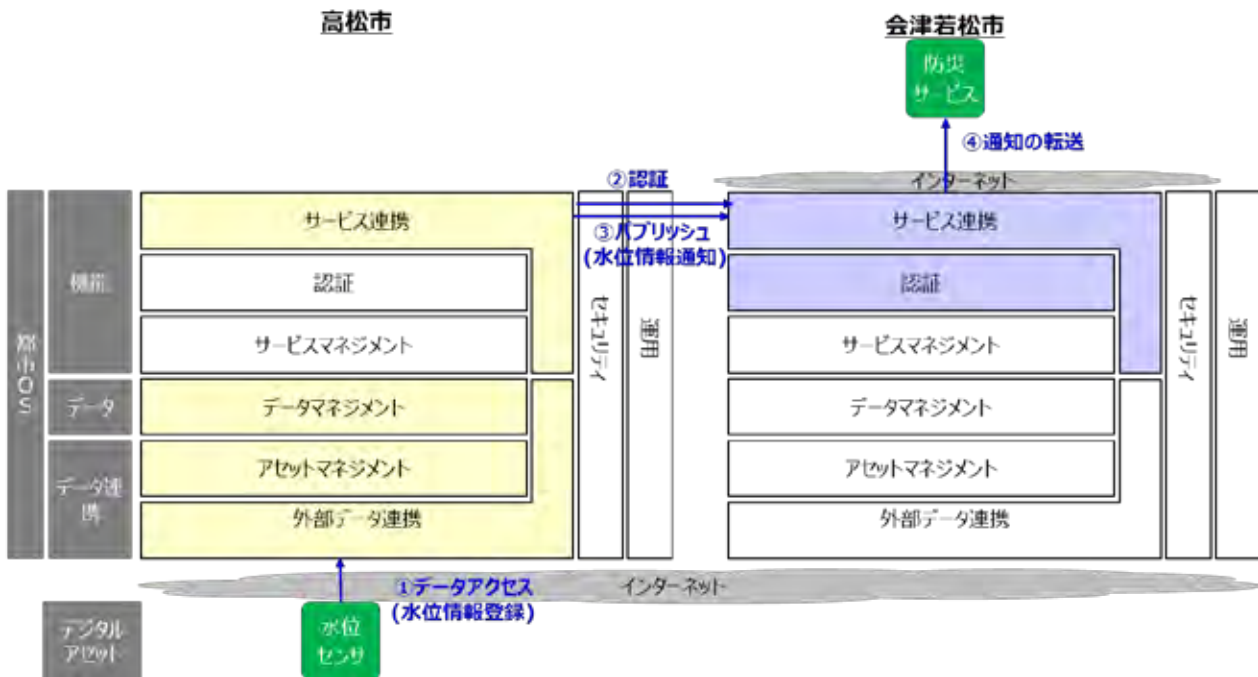 高松市
会津若松市
防災
サービス
④通知の転送
インターネット
②認証
③パブリッシュ
(水位情報通知)
都市OS
機能
データ
データ連
携
サービス連携
認証
サービスマネジメント
データマネジメント
アセットマネジメント
外部データ連携
セキュリティ
運用
サービス連携
認証
サービスマネジメント
データマネジメント
アセットマネジメント
外部データ連携
セキュリティ
運用
①データアクセス
(水位情報登録)
インターネット
デジタル
アセット
水位
センサ